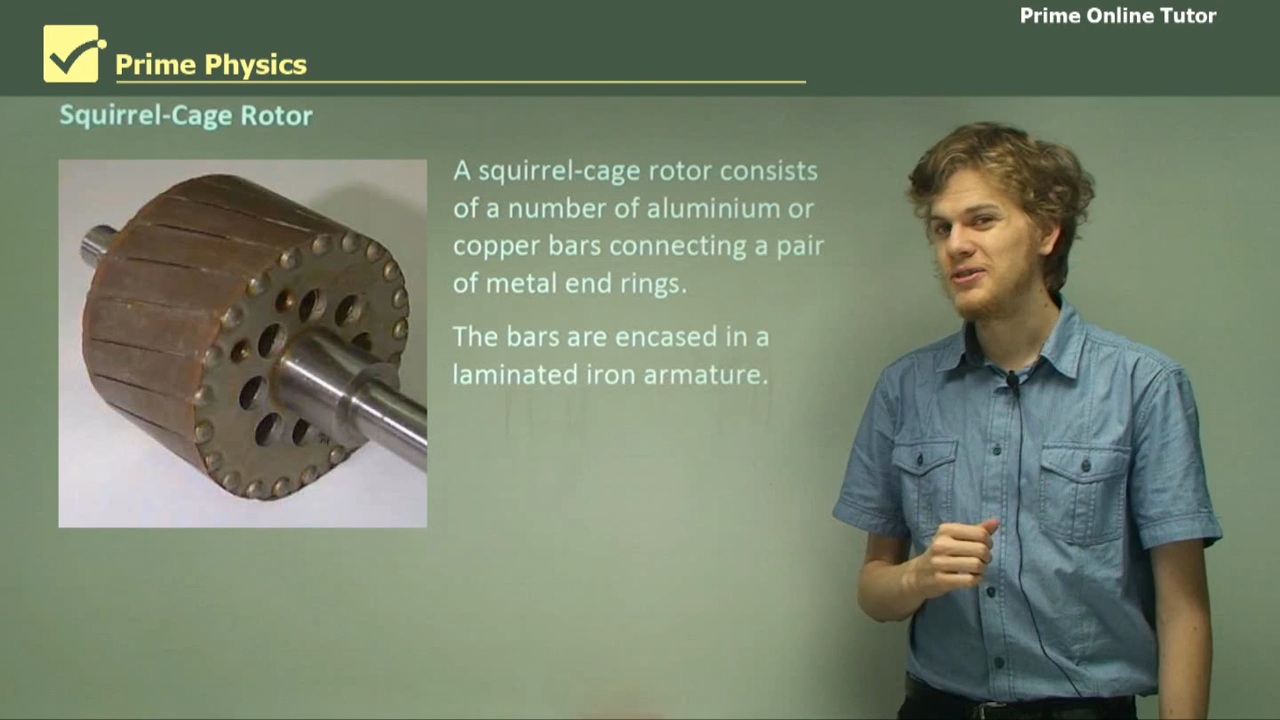 Prime Online Tutor
Prime Physics
Squirrel-Cage Rotor
A squirrel-cage rotor consists
of a number of aluminium or
copper bars connecting a pair
of metal end rings.
The bars are encased in a
laminated iron armature.